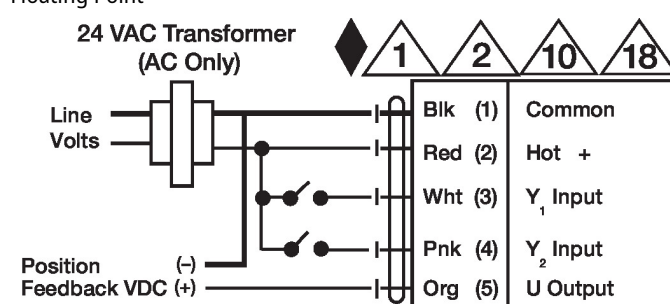 Floating Point
24 VAC Transformer
(AC Only)
1 2 10 18
Line
Volts
Blk (1) Common
Red (2) Hot +
Wht (3) Y1 Input
Pnk (4) Y2 Input
Position (–)
Feedback VDC (+)
Org (5) U Output